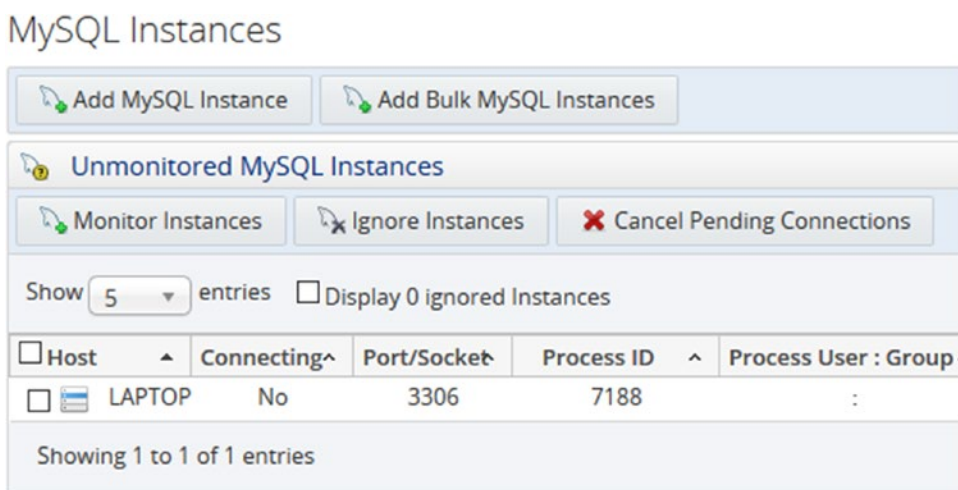 MySQL Instances
Add MySQL Instance Add Bulk MySQL Instances
Unmonitored MySQL Instances
Monitor Instances Ignore Instances Cancel Pending Connections
Show 5 entries Display 0 ignored Instances
Host Connecting Port/Socket Process ID Process User : Group
LAPTOP No 3306 7188 :
Showing 1 to 1 of 1 entries